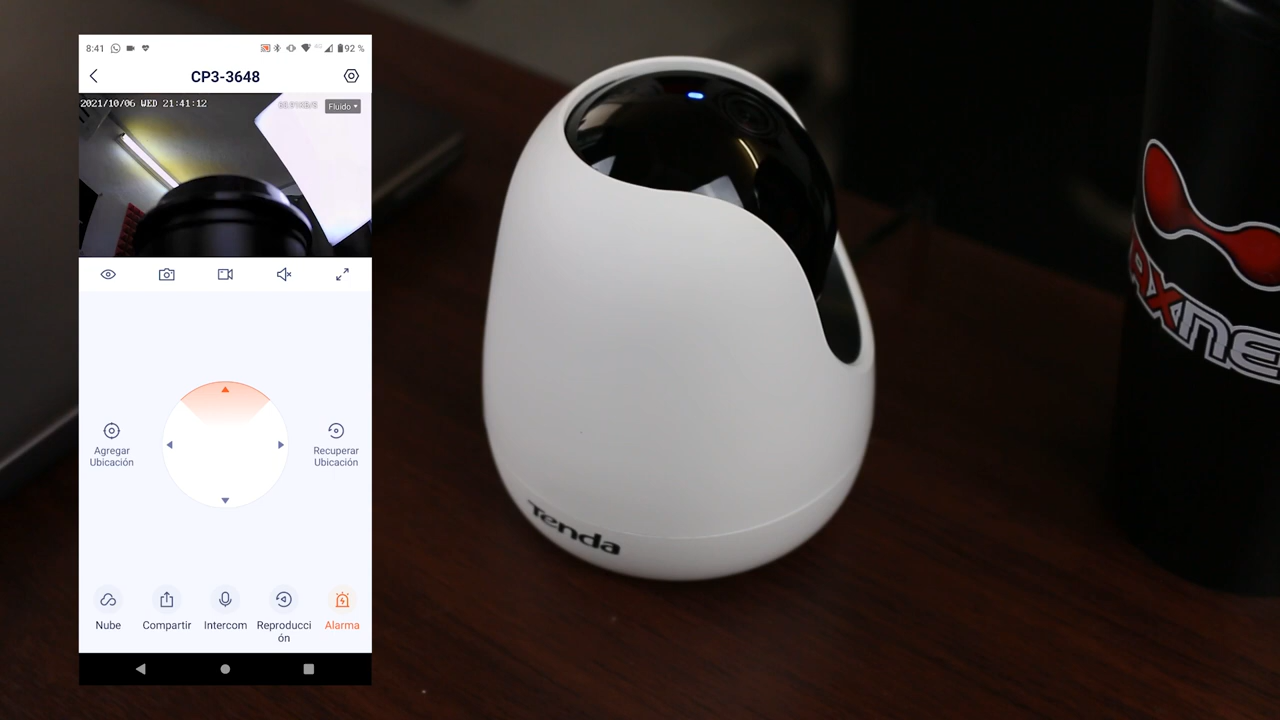 8:41
92 %
CP3-3648
2021/10/06 WED 21:41:12
Fluido
Agregar
Ubicación
Recuperar
Ubicación
Nube
Compartir
Intercom
Reproducci
ón
Alarma
Tenda
AXNE